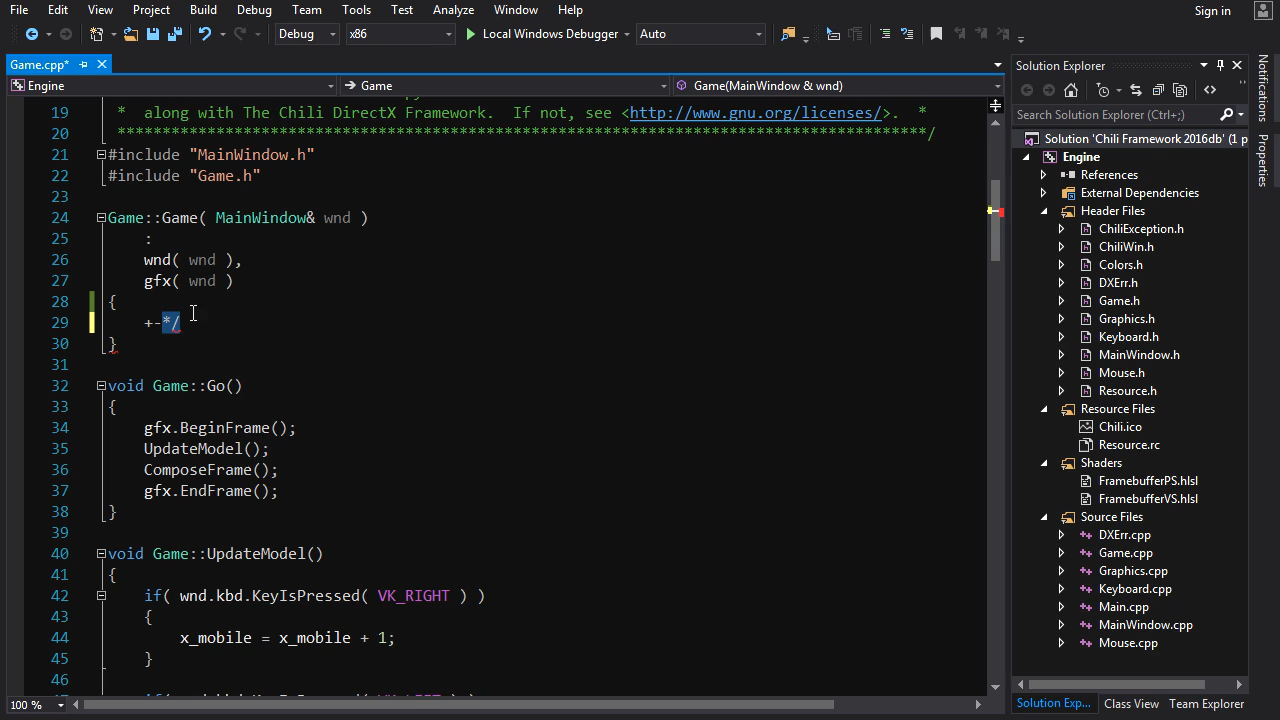 File Edit View Project Build Debug Team Tools Test Analyze Window Help Sign in
Debug x86 Local Windows Debugger Auto
Game.cpp*
Engine Game Game(MainWindow & wnd)
19 * along with The Chili DirectX Framework. If not, see <http://www.gnu.org/licenses/>. *
20 ******************************************************************************************/
21 #include "MainWindow.h"
22 #include "Game.h"
23
24 Game::Game( MainWindow& wnd )
25 :
26 wnd( wnd ),
27 gfx( wnd )
28 {
29 +-*/
30 }
31
32 void Game::Go()
33 {
34 gfx.BeginFrame();
35 UpdateModel();
36 ComposeFrame();
37 gfx.EndFrame();
38 }
39
40 void Game::UpdateModel()
41 {
42 if( wnd.kbd.KeyIsPressed( VK_RIGHT ) )
43 {
44 x_mobile = x_mobile + 1;
45 }
46
100 %
Solution Explorer
Search Solution Explorer (Ctrl+;)
Solution 'Chili Framework 2016db' (1 p
Engine
References
External Dependencies
Header Files
ChiliException.h
ChiliWin.h
Colors.h
DXErr.h
Game.h
Graphics.h
Keyboard.h
MainWindow.h
Mouse.h
Resource.h
Resource Files
Chili.ico
Resource.rc
Shaders
FramebufferPS.hlsl
FramebufferVS.hlsl
Source Files
DXErr.cpp
Game.cpp
Graphics.cpp
Keyboard.cpp
Main.cpp
MainWindow.cpp
Mouse.cpp
Solution Exp... Class View Team Explorer
Notifications
Properties